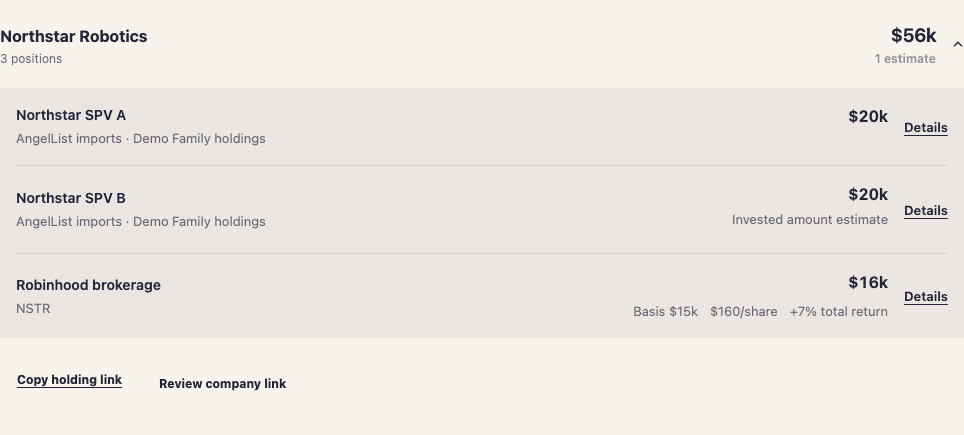 Northstar Robotics
$56k
3 positions
1 estimate
Northstar SPV A
$20k
AngelList imports · Demo Family holdings
Details
Northstar SPV B
$20k
AngelList imports · Demo Family holdings
Invested amount estimate
Details
Robinhood brokerage
$16k
NSTR
Basis $15k $160/share +7% total return
Details
Copy holding link
Review company link